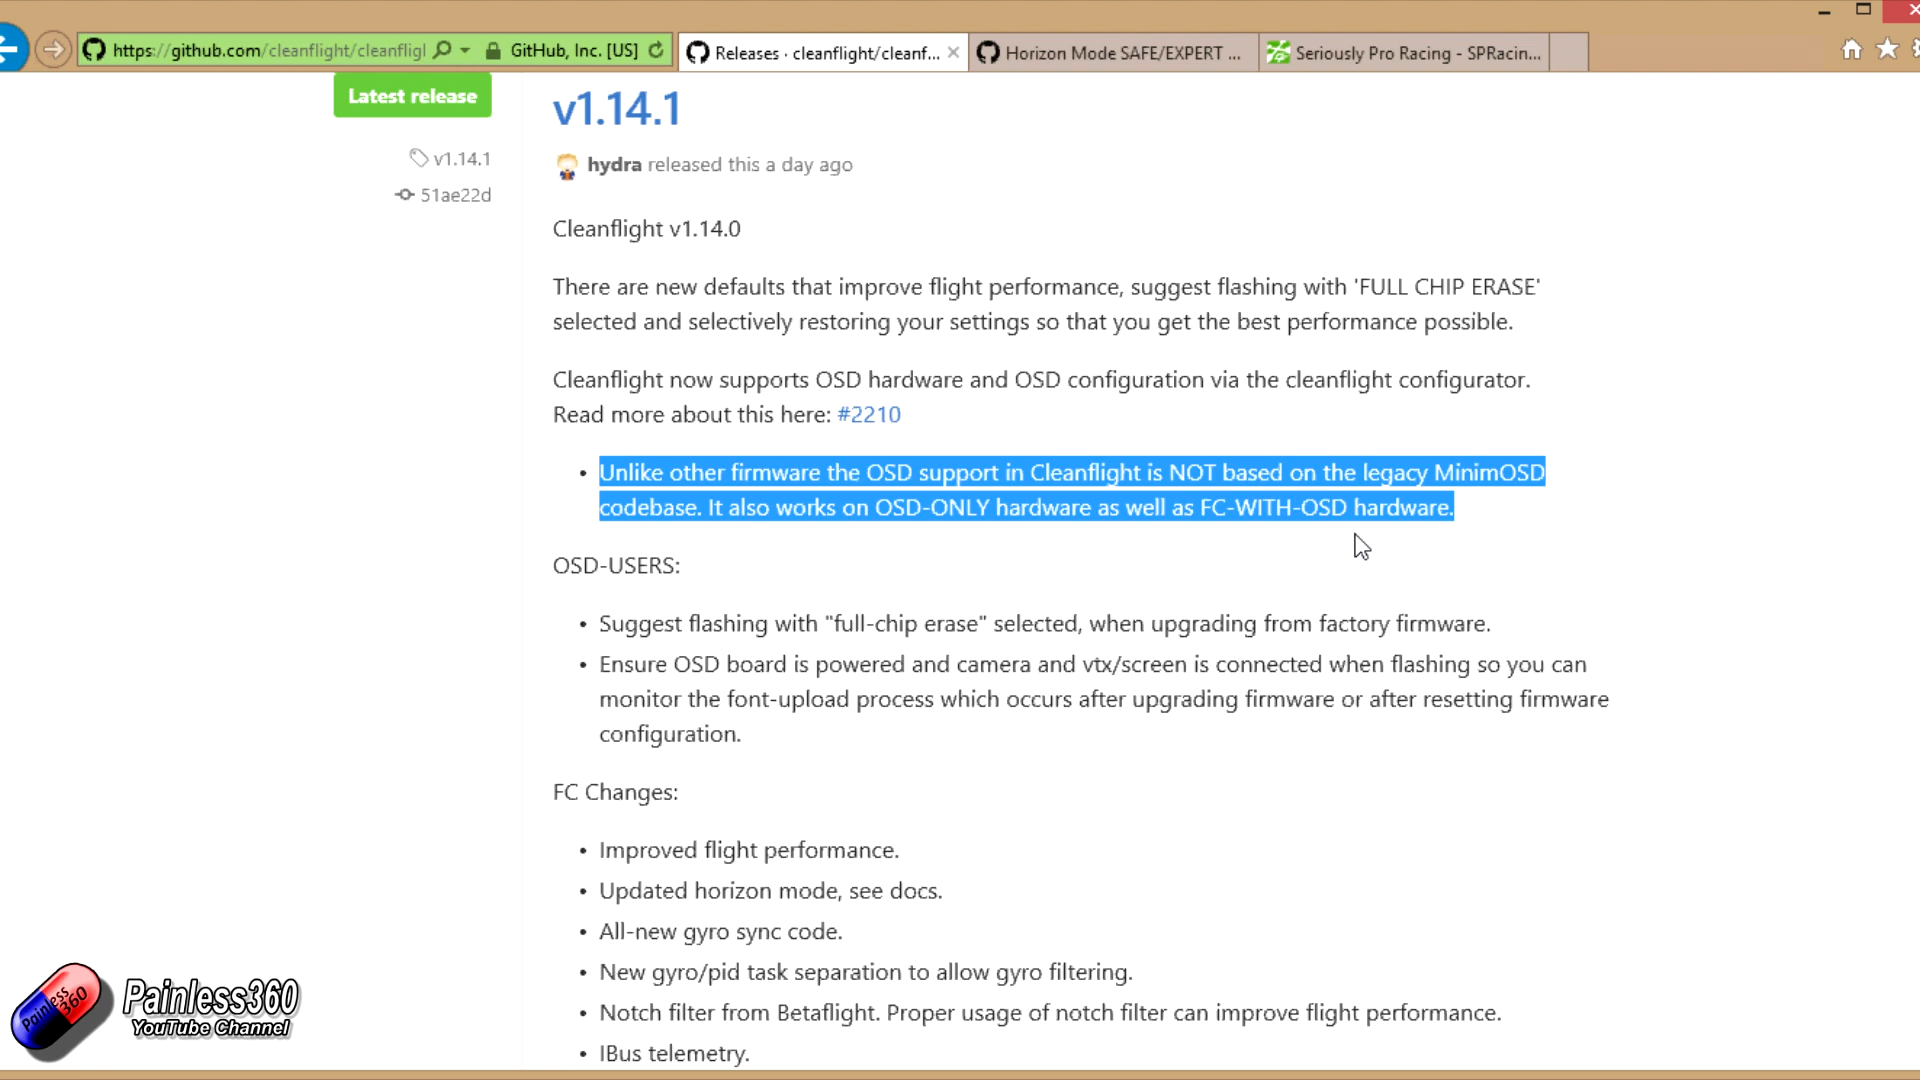 https://github.com/cleanflight/cleanfligl
GitHub, Inc. [US]
Releases · cleanflight/cleanf...
Horizon Mode SAFE/EXPERT ...
Seriously Pro Racing - SPRacin...
Latest release
v1.14.1
v1.14.1
51ae22d
hydra released this a day ago
Cleanflight v1.14.0
There are new defaults that improve flight performance, suggest flashing with 'FULL CHIP ERASE'
selected and selectively restoring your settings so that you get the best performance possible.
Cleanflight now supports OSD hardware and OSD configuration via the cleanflight configurator.
Read more about this here: #2210
• Unlike other firmware the OSD support in Cleanflight is NOT based on the legacy MinimOSD
codebase. It also works on OSD-ONLY hardware as well as FC-WITH-OSD hardware.
OSD-USERS:
• Suggest flashing with "full-chip erase" selected, when upgrading from factory firmware.
• Ensure OSD board is powered and camera and vtx/screen is connected when flashing so you can
monitor the font-upload process which occurs after upgrading firmware or after resetting firmware
configuration.
FC Changes:
• Improved flight performance.
• Updated horizon mode, see docs.
• All-new gyro sync code.
• New gyro/pid task separation to allow gyro filtering.
• Notch filter from Betaflight. Proper usage of notch filter can improve flight performance.
• IBus telemetry.
Painless360
Painless360
YouTube Channel